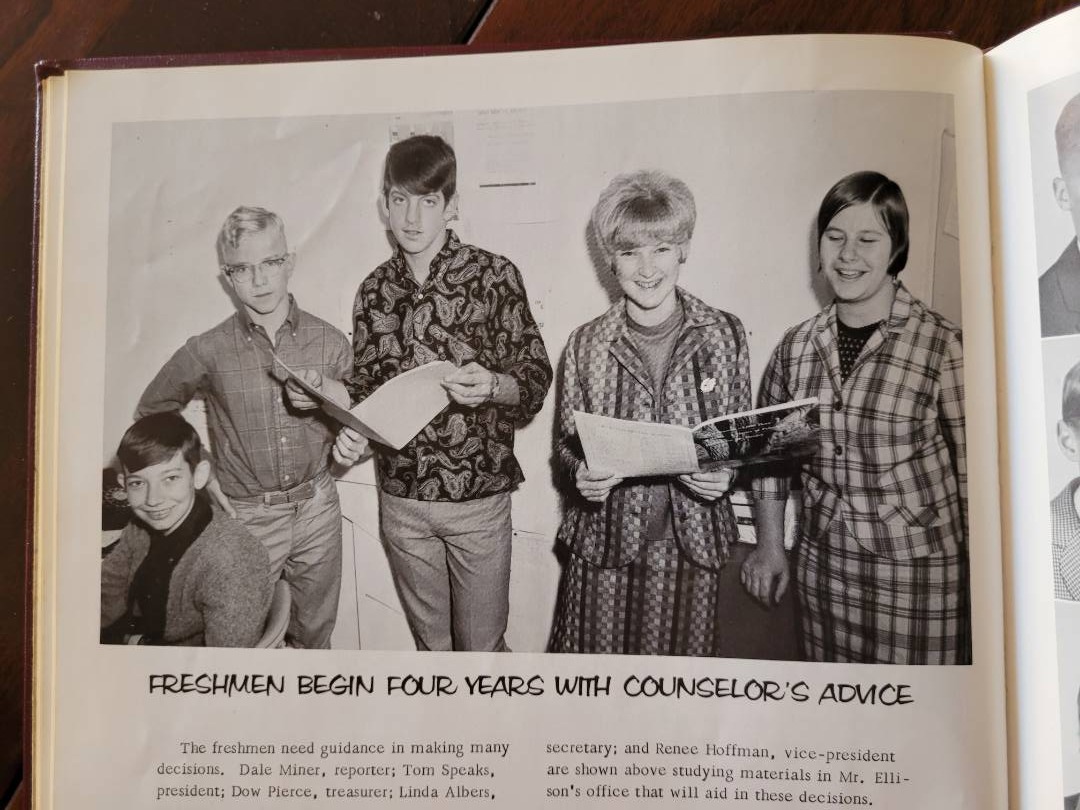 FRESHMEN BEGIN FOUR YEARS WITH COUNSELOR'S ADVICE
The freshmen need guidance in making many
decisions. Dale Miner, reporter; Tom Speaks,
president; Dow Pierce, treasurer; Linda Albers,
secretary; and Renee Hoffman, vice-president
are shown above studying materials in Mr. Elli-
son's office that will aid in these decisions.